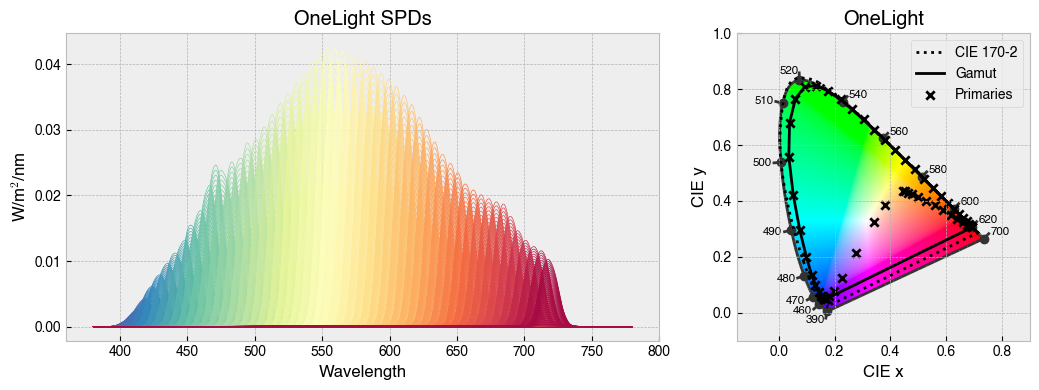 OneLight SPDs
0.04
0.03
0.02
0.01
0.00
W/m²/nm
400 450 500 550 600 650 700 750 800
Wavelength
OneLight
1.0
0.8
0.6
0.4
0.2
0.0
CIE y
CIE 170-2
Gamut
Primaries
520
510
540
560
500
580
600
490
620
700
480
470
460
390
0.0 0.2 0.4 0.6 0.8
CIE x